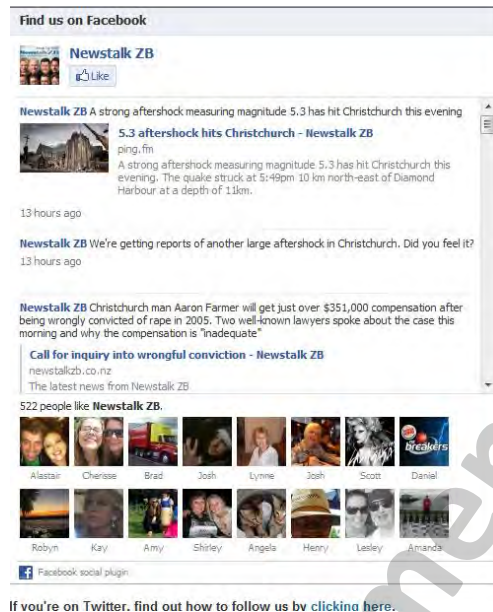 Find us on Facebook
Newstalk ZB
Like
Newstalk ZB A strong aftershock measuring magnitude 5.3 has hit Christchurch this evening
5.3 aftershock hits Christchurch - Newstalk ZB
ping.fm
A strong aftershock measuring magnitude 5.3 has hit Christchurch this
evening. The quake struck at 5:49pm 10 km north-east of Diamond
Harbour at a depth of 11km.
13 hours ago
Newstalk ZB We're getting reports of another large aftershock in Christchurch. Did you feel it?
13 hours ago
Newstalk ZB Christchurch man Aaron Farmer will get just over $351,000 compensation after
being wrongly convicted of rape in 2005. Two well-known lawyers spoke about the case this
morning and why the compensation is "inadequate"
Call for inquiry into wrongful conviction - Newstalk ZB
newstalkzb.co.nz
The latest news from Newstalk ZB
522 people like Newstalk ZB.
breakers
Alastair Cherisse Brad Josh Lynne Josh Scott Daniel
Robyn Kay Amy Shirley Angela Henry Lesley Amanda
Facebook social plugin
If you're on Twitter, find out how to follow us by clicking here.